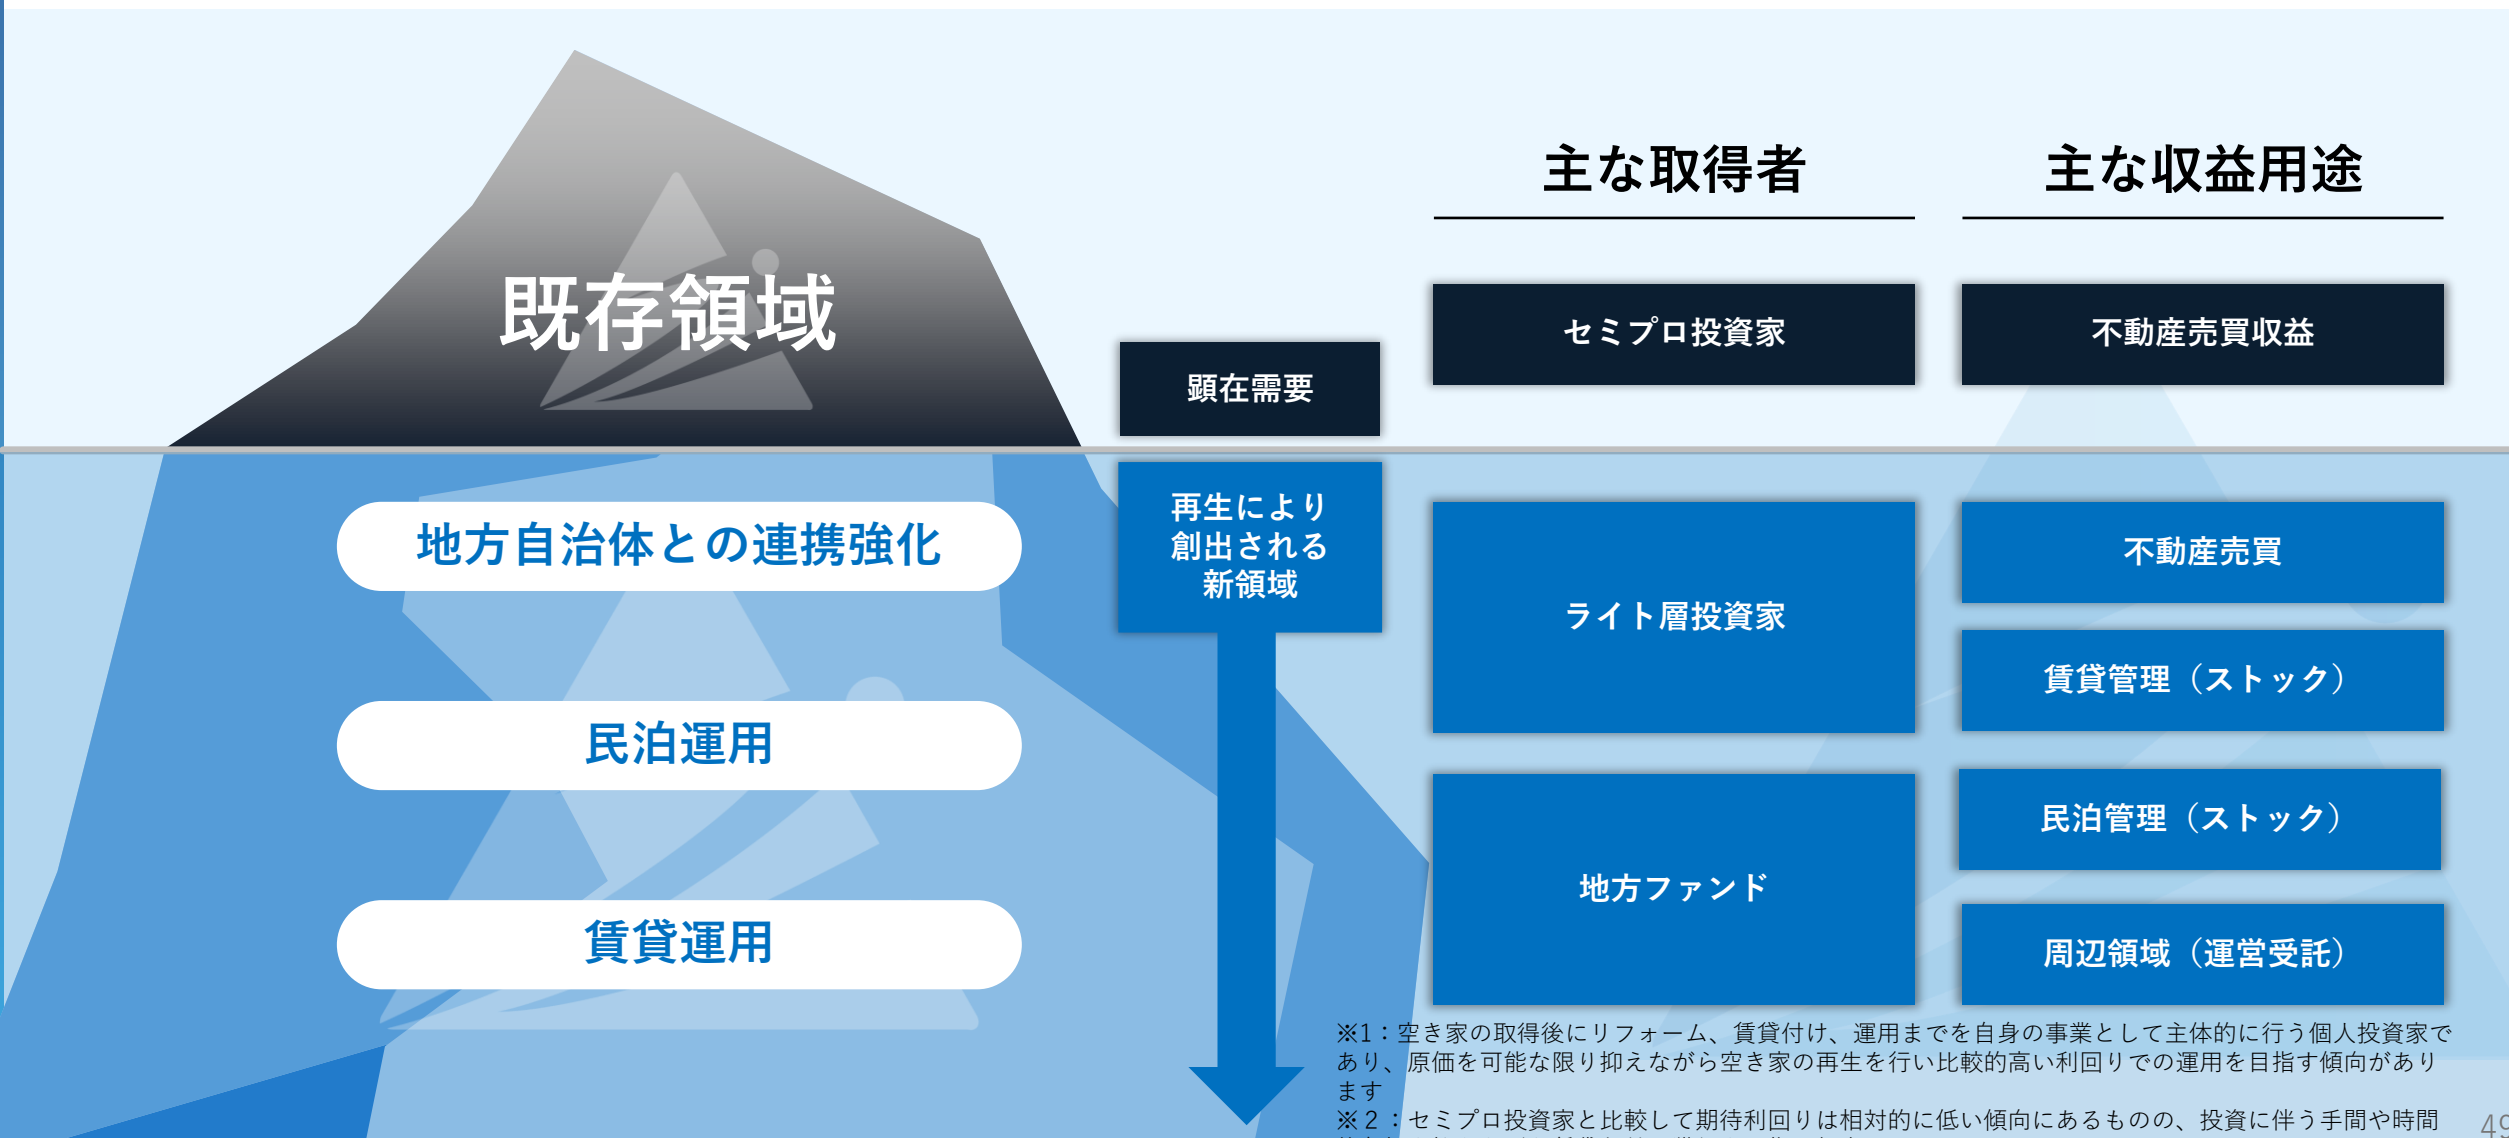 主な取得者
主な収益用途
既存領域
顕在需要
セミプロ投資家
不動産売買収益
再生により
創出される
新領域
地方自治体との連携強化
民泊運用
賃貸運用
ライト層投資家
地方ファンド
不動産売買
賃貸管理（ストック）
民泊管理（ストック）
周辺領域（運営受託）
※1：空き家の取得後にリフォーム、賃貸付け、運用までを自身の事業として主体的に行う個人投資家で
あり、原価を可能な限り抑えながら空き家の再生を行い比較的高い利回りでの運用を目指す傾向があり
ます
※２：セミプロ投資家と比較して期待利回りは相対的に低い傾向にあるものの、投資に伴う手間や時間
49